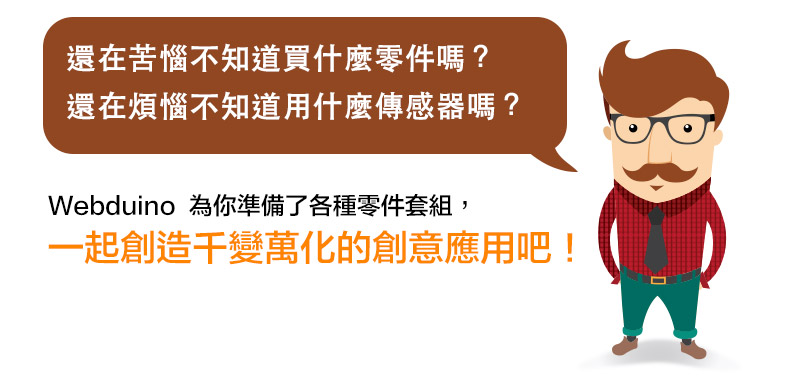 還在苦惱不知道買什麼零件嗎？
還在煩惱不知道用什麼傳感器嗎？
Webduino 為你準備了各種零件套組，
一起創造千變萬化的創意應用吧！